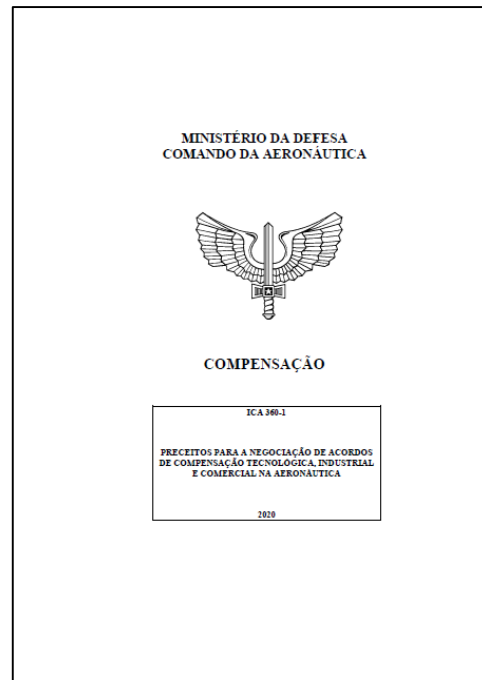 MINISTÉRIO DA DEFESA
COMANDO DA AERONÁUTICA
COMPENSAÇÃO
ICA 360-1
PRECEITOS PARA A NEGOCIAÇÃO DE ACORDOS
DE COMPENSAÇÃO TECNOLÓGICA, INDUSTRIAL
E COMERCIAL NA AERONÁUTICA
2020